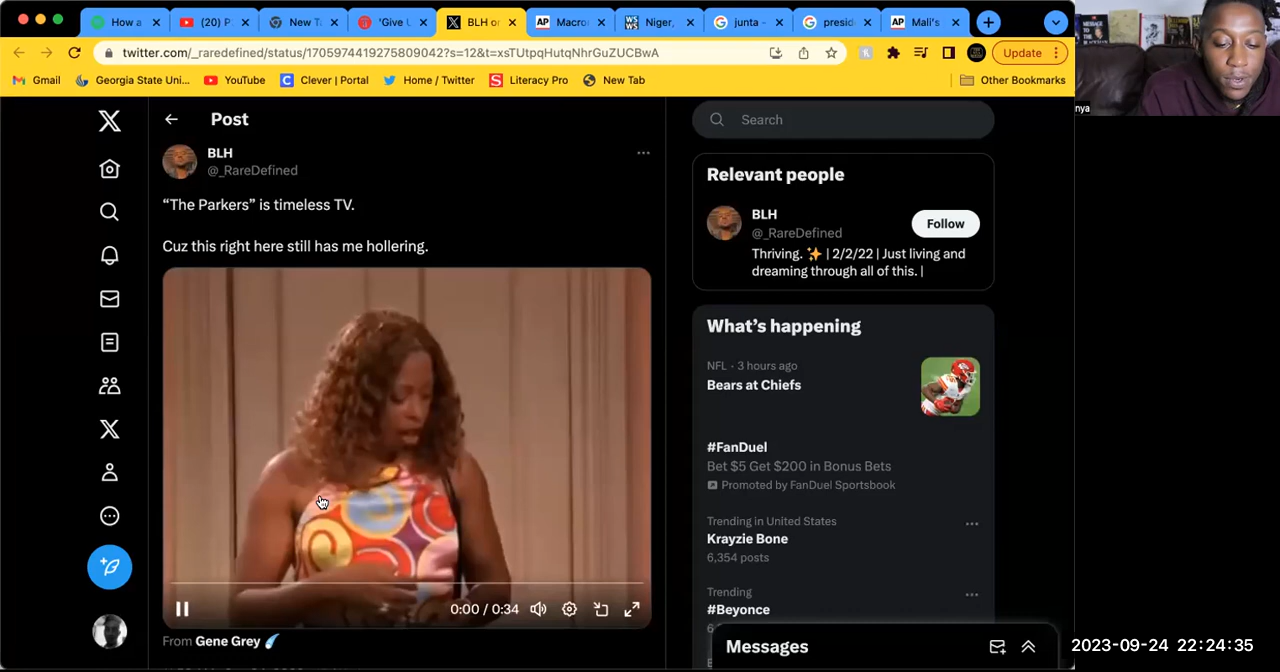 How a
(20) P
New Ta
'Give U
BLH or
Macro
Niger,
junta -
presid
Mali's
twitter.com/_raredefined/status/1705974419275809042?s=12&t=xsTUtpqHutqNhrGuZUCBwA
Update
Gmail
Georgia State Uni...
YouTube
Clever | Portal
Home / Twitter
Literacy Pro
New Tab
Other Bookmarks
nya
Post
BLH
@_RareDefined
“The Parkers” is timeless TV.
Cuz this right here still has me hollering.
0:00 / 0:34
From Gene Grey
Search
Relevant people
BLH
@_RareDefined
Follow
Thriving. ✨ | 2/2/22 | Just living and
dreaming through all of this. |
What’s happening
NFL · 3 hours ago
Bears at Chiefs
#FanDuel
Bet $5 Get $200 in Bonus Bets
Promoted by FanDuel Sportsbook
Trending in United States
Krayzie Bone
6,354 posts
Trending
#Beyonce
Messages
2023-09-24 22:24:35